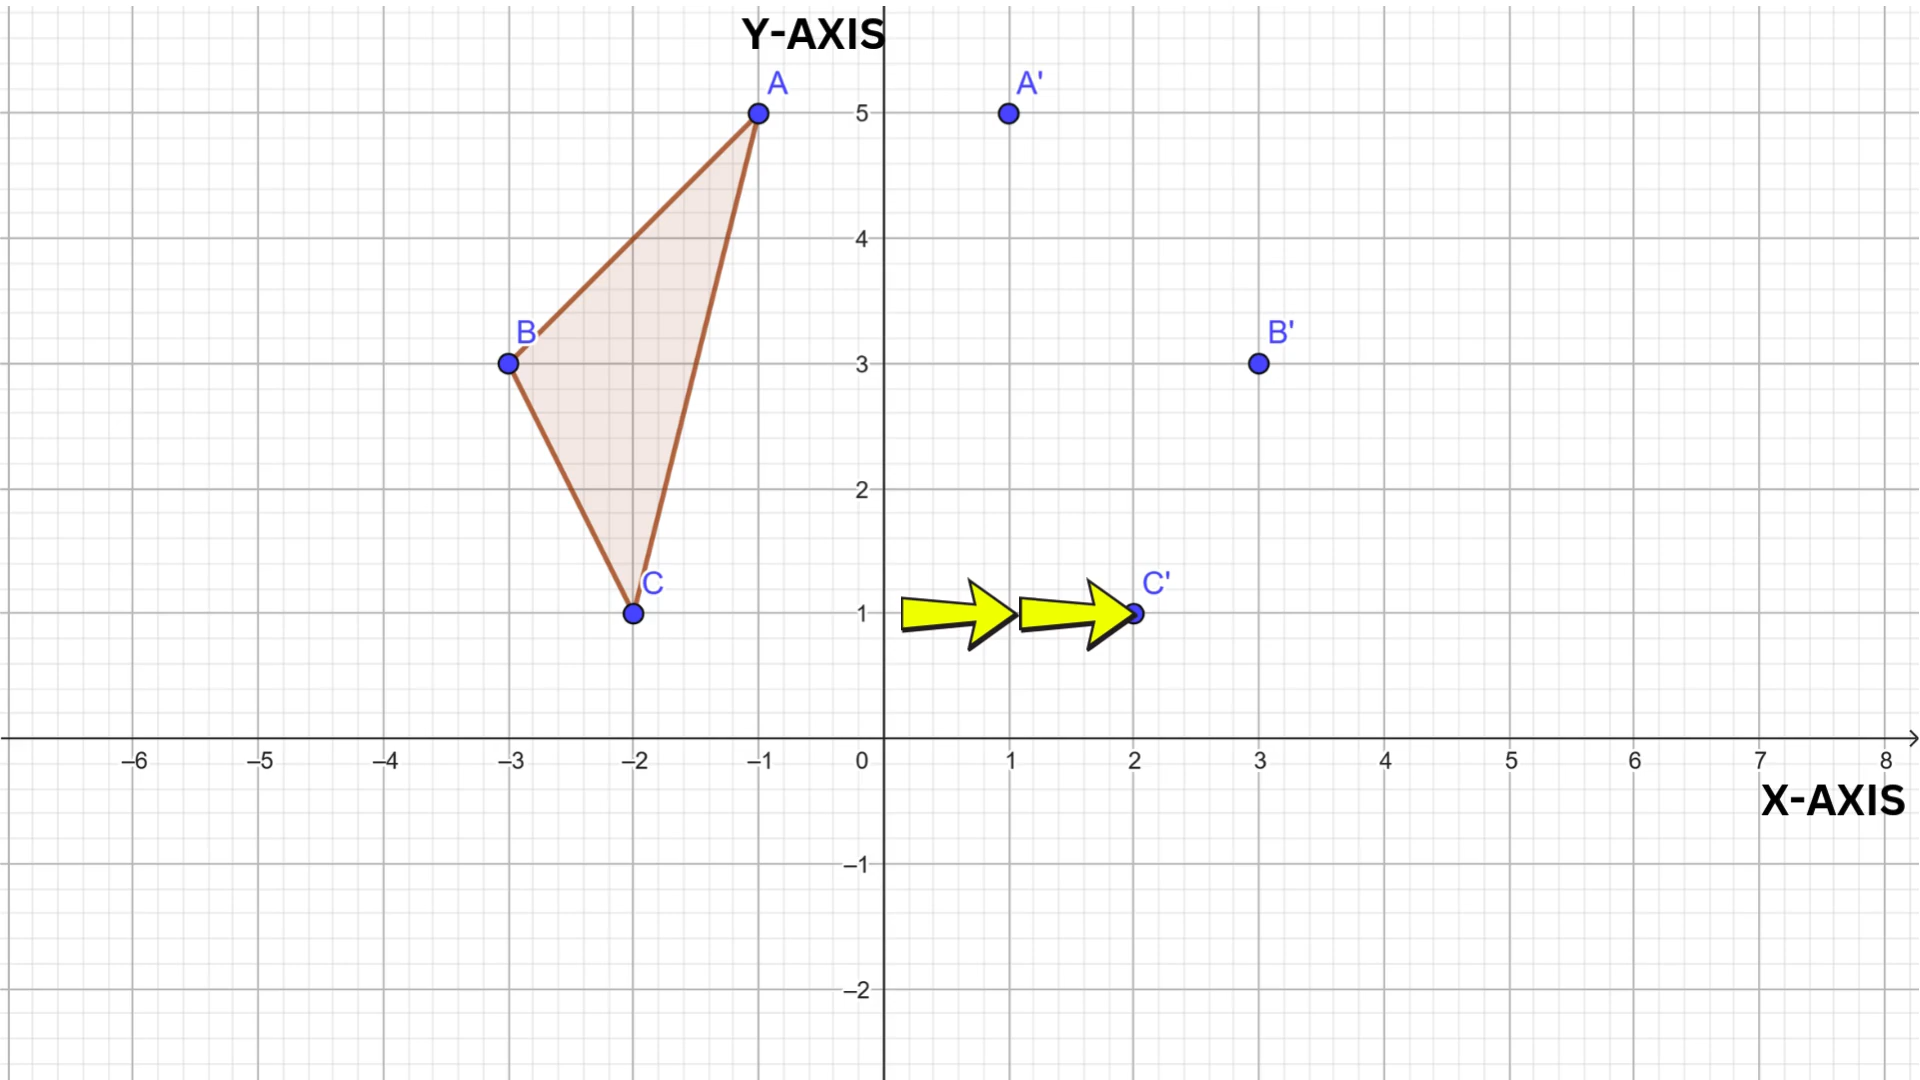 Y-AXIS
A A'
5
4
B B'
3
2
C C'
1
–6 –5 –4 –3 –2 –1 0 1 2 3 4 5 6 7 8
X-AXIS
–1
–2